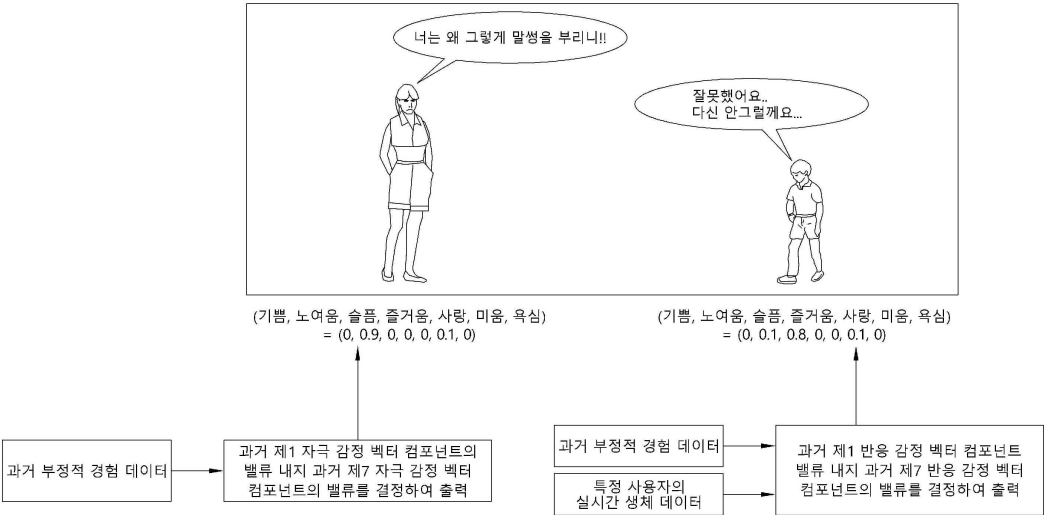 너는 왜 그렇게 말썽을 부리니!!
잘못했어요..
다신 안그럴께요...
(기쁨, 노여움, 슬픔, 즐거움, 사랑, 미움, 욕심)
= (0, 0.9, 0, 0, 0, 0.1, 0)
(기쁨, 노여움, 슬픔, 즐거움, 사랑, 미움, 욕심)
= (0, 0.1, 0.8, 0, 0, 0.1, 0)
과거 부정적 경험 데이터
과거 제1 자극 감정 벡터 컴포넌트의
밸류 내지 과거 제7 자극 감정 벡터
컴포넌트의 밸류를 결정하여 출력
과거 부정적 경험 데이터
특정 사용자의
실시간 생체 데이터
과거 제1 반응 감정 벡터 컴포넌트
밸류 내지 과거 제7 반응 감정 벡터
컴포넌트의 밸류를 결정하여 출력